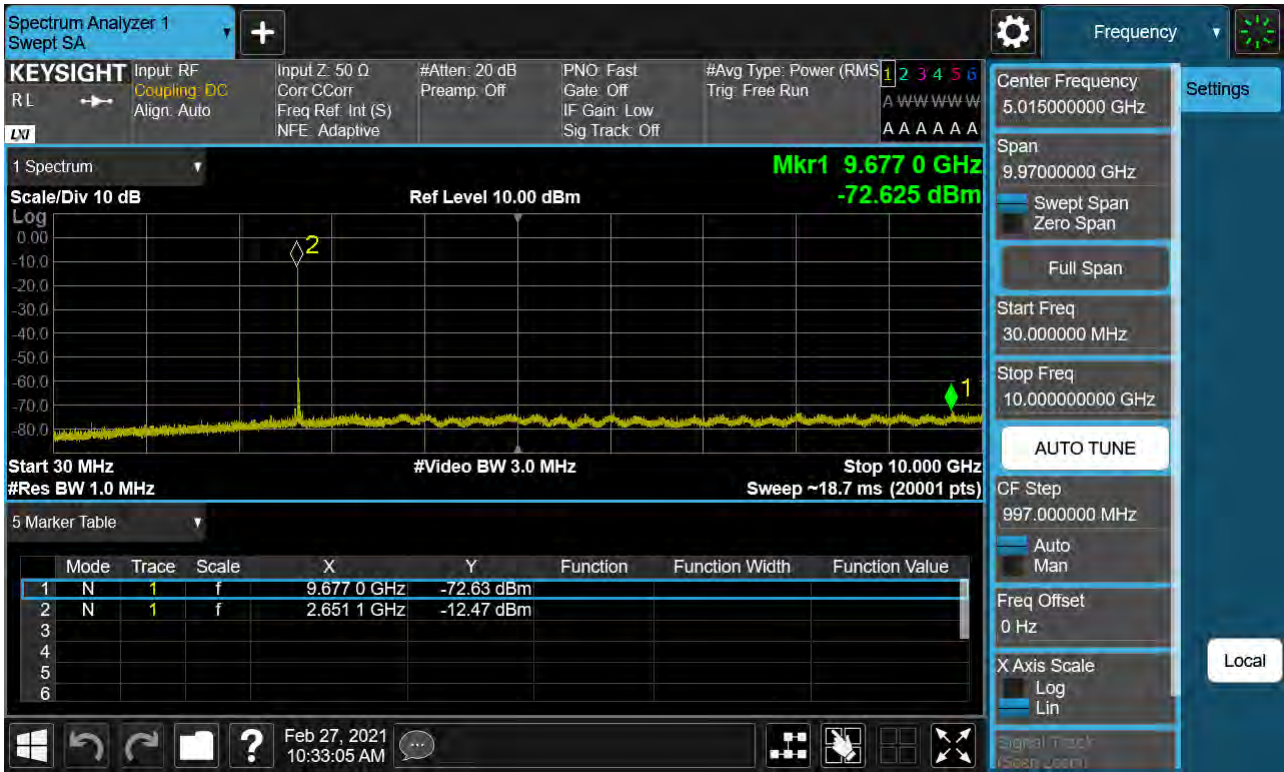 Spectrum Analyzer 1
Swept SA
Frequency
KEYSIGHT
RL
LXI
Input: RF
Coupling: DC
Align: Auto
Input Z: 50 Ω
Corr CCorr
Freq Ref: Int (S)
NFE: Adaptive
#Atten: 20 dB
Preamp: Off
PNO: Fast
Gate: Off
IF Gain: Low
Sig Track: Off
#Avg Type: Power (RMS
Trig: Free Run
1 2 3 4 5 6
A W W W W W
A A A A A A
1 Spectrum
Mkr1 9.677 0 GHz
-72.625 dBm
Scale/Div 10 dB
Ref Level 10.00 dBm
Log
0.00
-10.0
-20.0
-30.0
-40.0
-50.0
-60.0
-70.0
-80.0
2
1
Start 30 MHz
#Video BW 3.0 MHz
Stop 10.000 GHz
#Res BW 1.0 MHz
Sweep ~18.7 ms (20001 pts)
5 Marker Table
Mode Trace Scale X Y Function Function Width Function Value
1 N 1 f 9.677 0 GHz -72.63 dBm
2 N 1 f 2.651 1 GHz -12.47 dBm
3
4
5
6
Feb 27, 2021
10:33:05 AM
Center Frequency
5.015000000 GHz
Span
9.97000000 GHz
Swept Span
Zero Span
Full Span
Start Freq
30.000000 MHz
Stop Freq
10.000000000 GHz
AUTO TUNE
CF Step
997.000000 MHz
Auto
Man
Freq Offset
0 Hz
X Axis Scale
Log
Lin
Signal Track
(Span Zoom)
Settings
Local